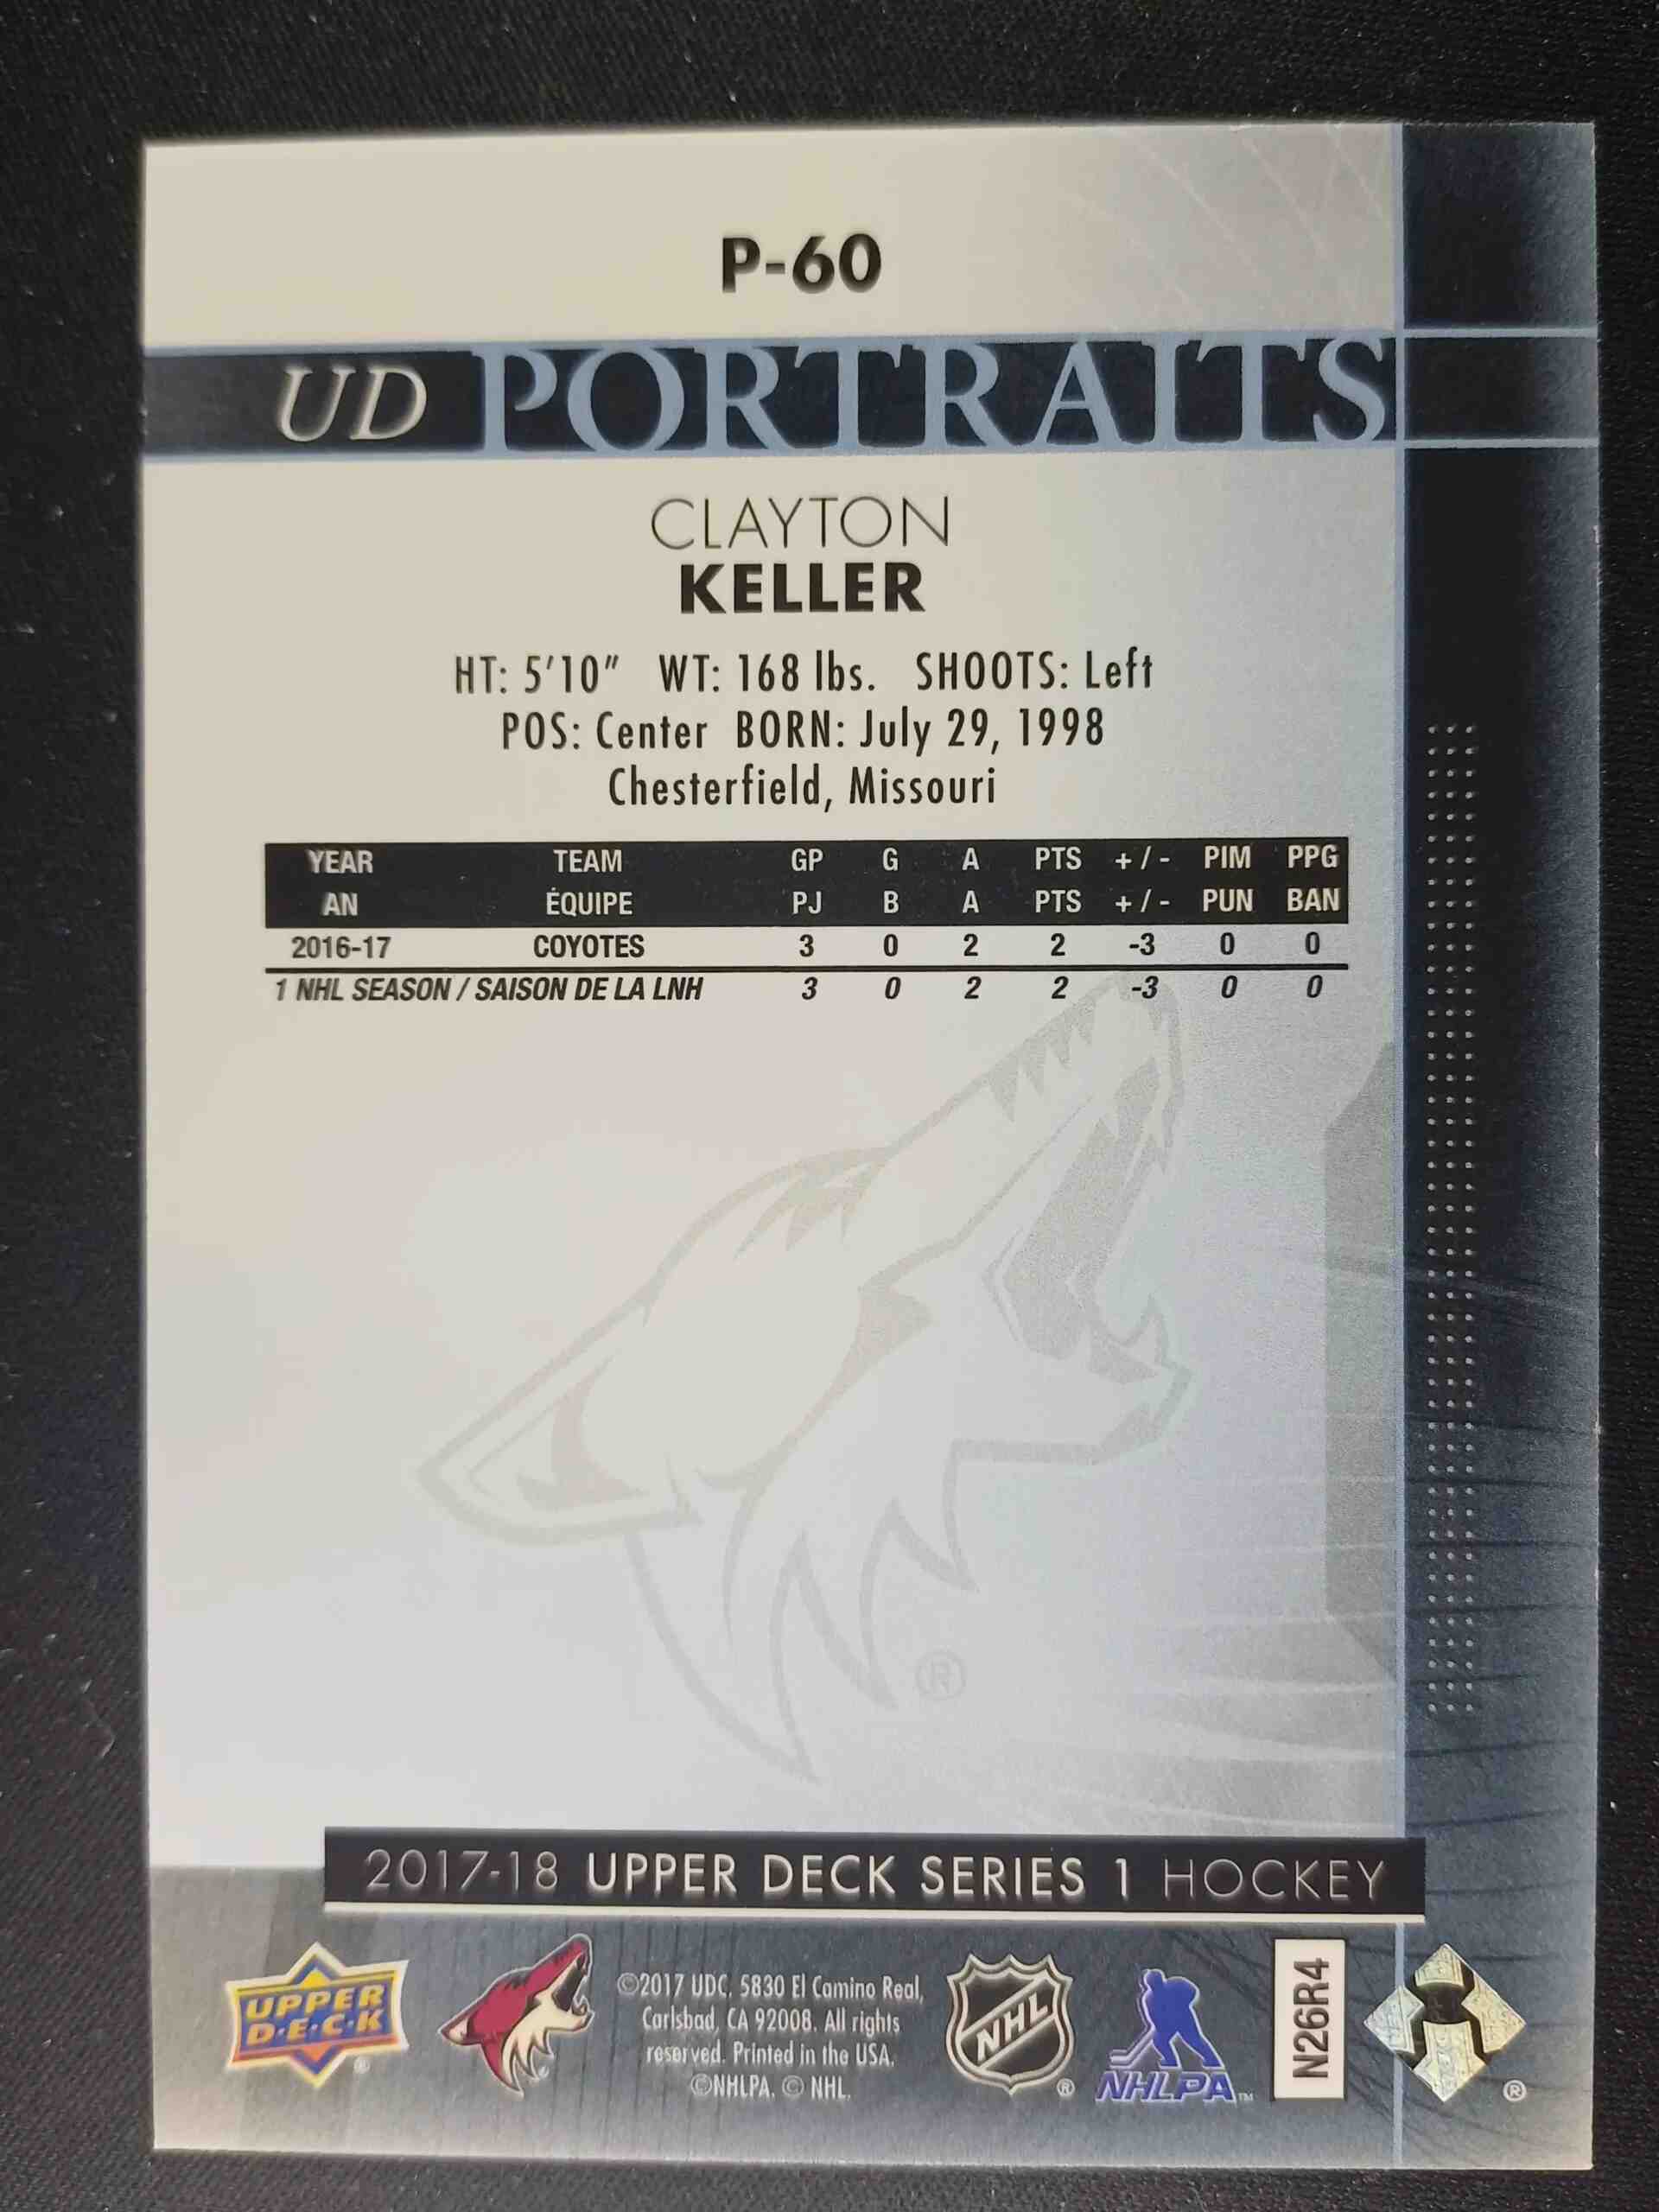 P-60
UD PORTRAITS
CLAYTON
KELLER
HT: 5'10" WT: 168 lbs. SHOOTS: Left
POS: Center BORN: July 29, 1998
Chesterfield, Missouri
YEAR TEAM GP G A PTS +/- PIM PPG
AN ÉQUIPE PJ B A PTS +/- PUN BAN
2016-17 COYOTES 3 0 2 2 -3 0 0
1 NHL SEASON / SAISON DE LA LNH 3 0 2 2 -3 0 0
®
2017-18 UPPER DECK SERIES 1 HOCKEY
UPPER
D•E•C•K
®
©2017 UDC, 5830 El Camino Real,
Carlsbad, CA 92008. All rights
reserved. Printed in the USA.
©NHLPA. © NHL.
NHL
®
NHLPA™
N26R4
®